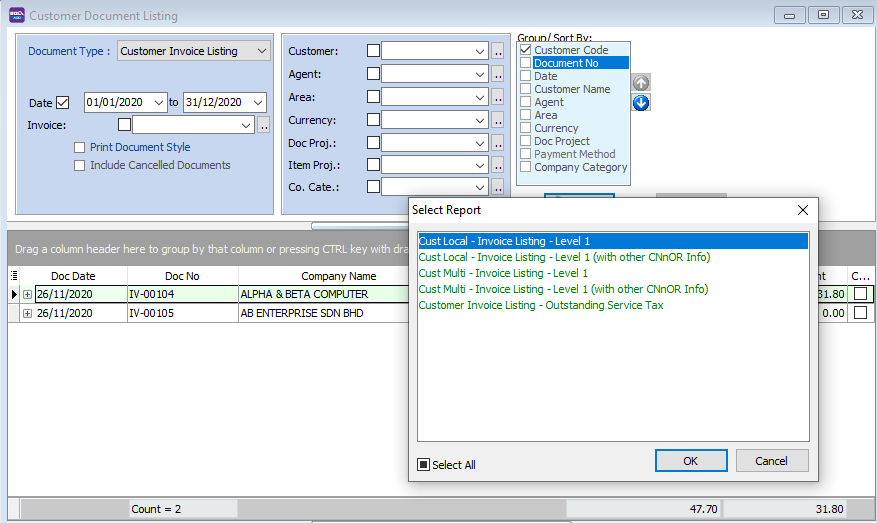 Customer Document Listing
Document Type :
Customer Invoice Listing
Date
01/01/2020
to
31/12/2020
Invoice:
Print Document Style
Include Cancelled Documents
Customer:
Agent:
Area:
Currency:
Doc Proj.:
Item Proj.:
Co. Cate.:
Group/ Sort By:
Customer Code
Document No
Date
Customer Name
Agent
Area
Currency
Doc Project
Payment Method
Company Category
Select Report
Cust Local - Invoice Listing - Level 1
Cust Local - Invoice Listing - Level 1 (with other CNnOR Info)
Cust Multi - Invoice Listing - Level 1
Cust Multi - Invoice Listing - Level 1 (with other CNnOR Info)
Customer Invoice Listing - Outstanding Service Tax
Select All
OK
Cancel
Drag a column header here to group by that column or pressing CTRL key with dra
Doc Date Doc No Company Name nt C...
26/11/2020 IV-00104 ALPHA & BETA COMPUTER 31.80
26/11/2020 IV-00105 AB ENTERPRISE SDN BHD 0.00
Count = 2 47.70 31.80